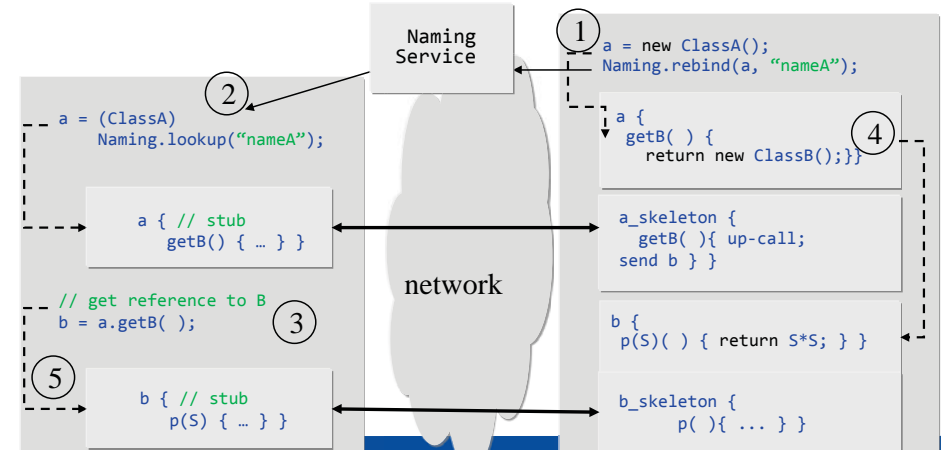 Naming
Service
1
a = new ClassA();
Naming.rebind(a, “nameA”);
2
a = (ClassA)
Naming.lookup(“nameA”);
a {
getB( ) {
return new ClassB();}}
4
a { // stub
getB() { … } }
a_skeleton {
getB( ){ up-call;
send b } }
network
// get reference to B
b = a.getB( );
3
b {
p(S)( ) { return S*S; } }
5
b { // stub
p(S) { … } }
b_skeleton {
p( ){ ... } }